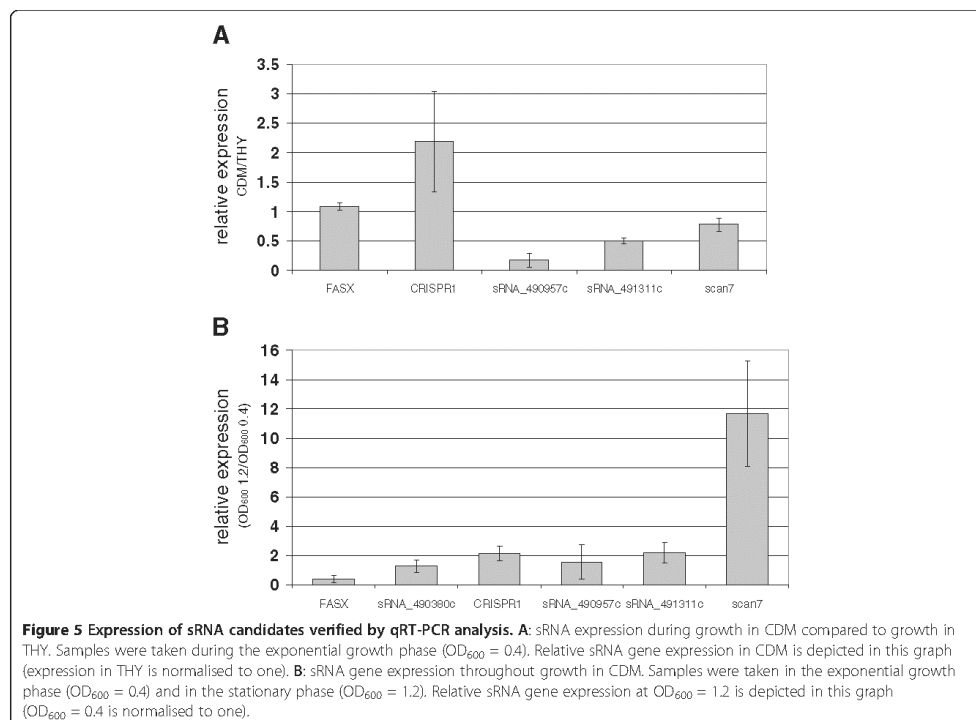 A
relative expression
CDM/THY
3.5
3
2.5
2
1.5
1
0.5
0
FASX CRISPR1 sRNA_490957c sRNA_491311c scan7
B
relative expression
(OD600 1.2/OD600 0.4)
16
14
12
10
8
6
4
2
0
FASX sRNA_490380c CRISPR1 sRNA_490957c sRNA_491311c scan7
Figure 5 Expression of sRNA candidates verified by qRT-PCR analysis. A: sRNA expression during growth in CDM compared to growth in
THY. Samples were taken during the exponential growth phase (OD600 = 0.4). Relative sRNA gene expression in CDM is depicted in this graph
(expression in THY is normalised to one). B: sRNA gene expression throughout growth in CDM. Samples were taken in the exponential growth
phase (OD600 = 0.4) and in the stationary phase (OD600 = 1.2). Relative sRNA gene expression at OD600 = 1.2 is depicted in this graph
(OD600 = 0.4 is normalised to one).